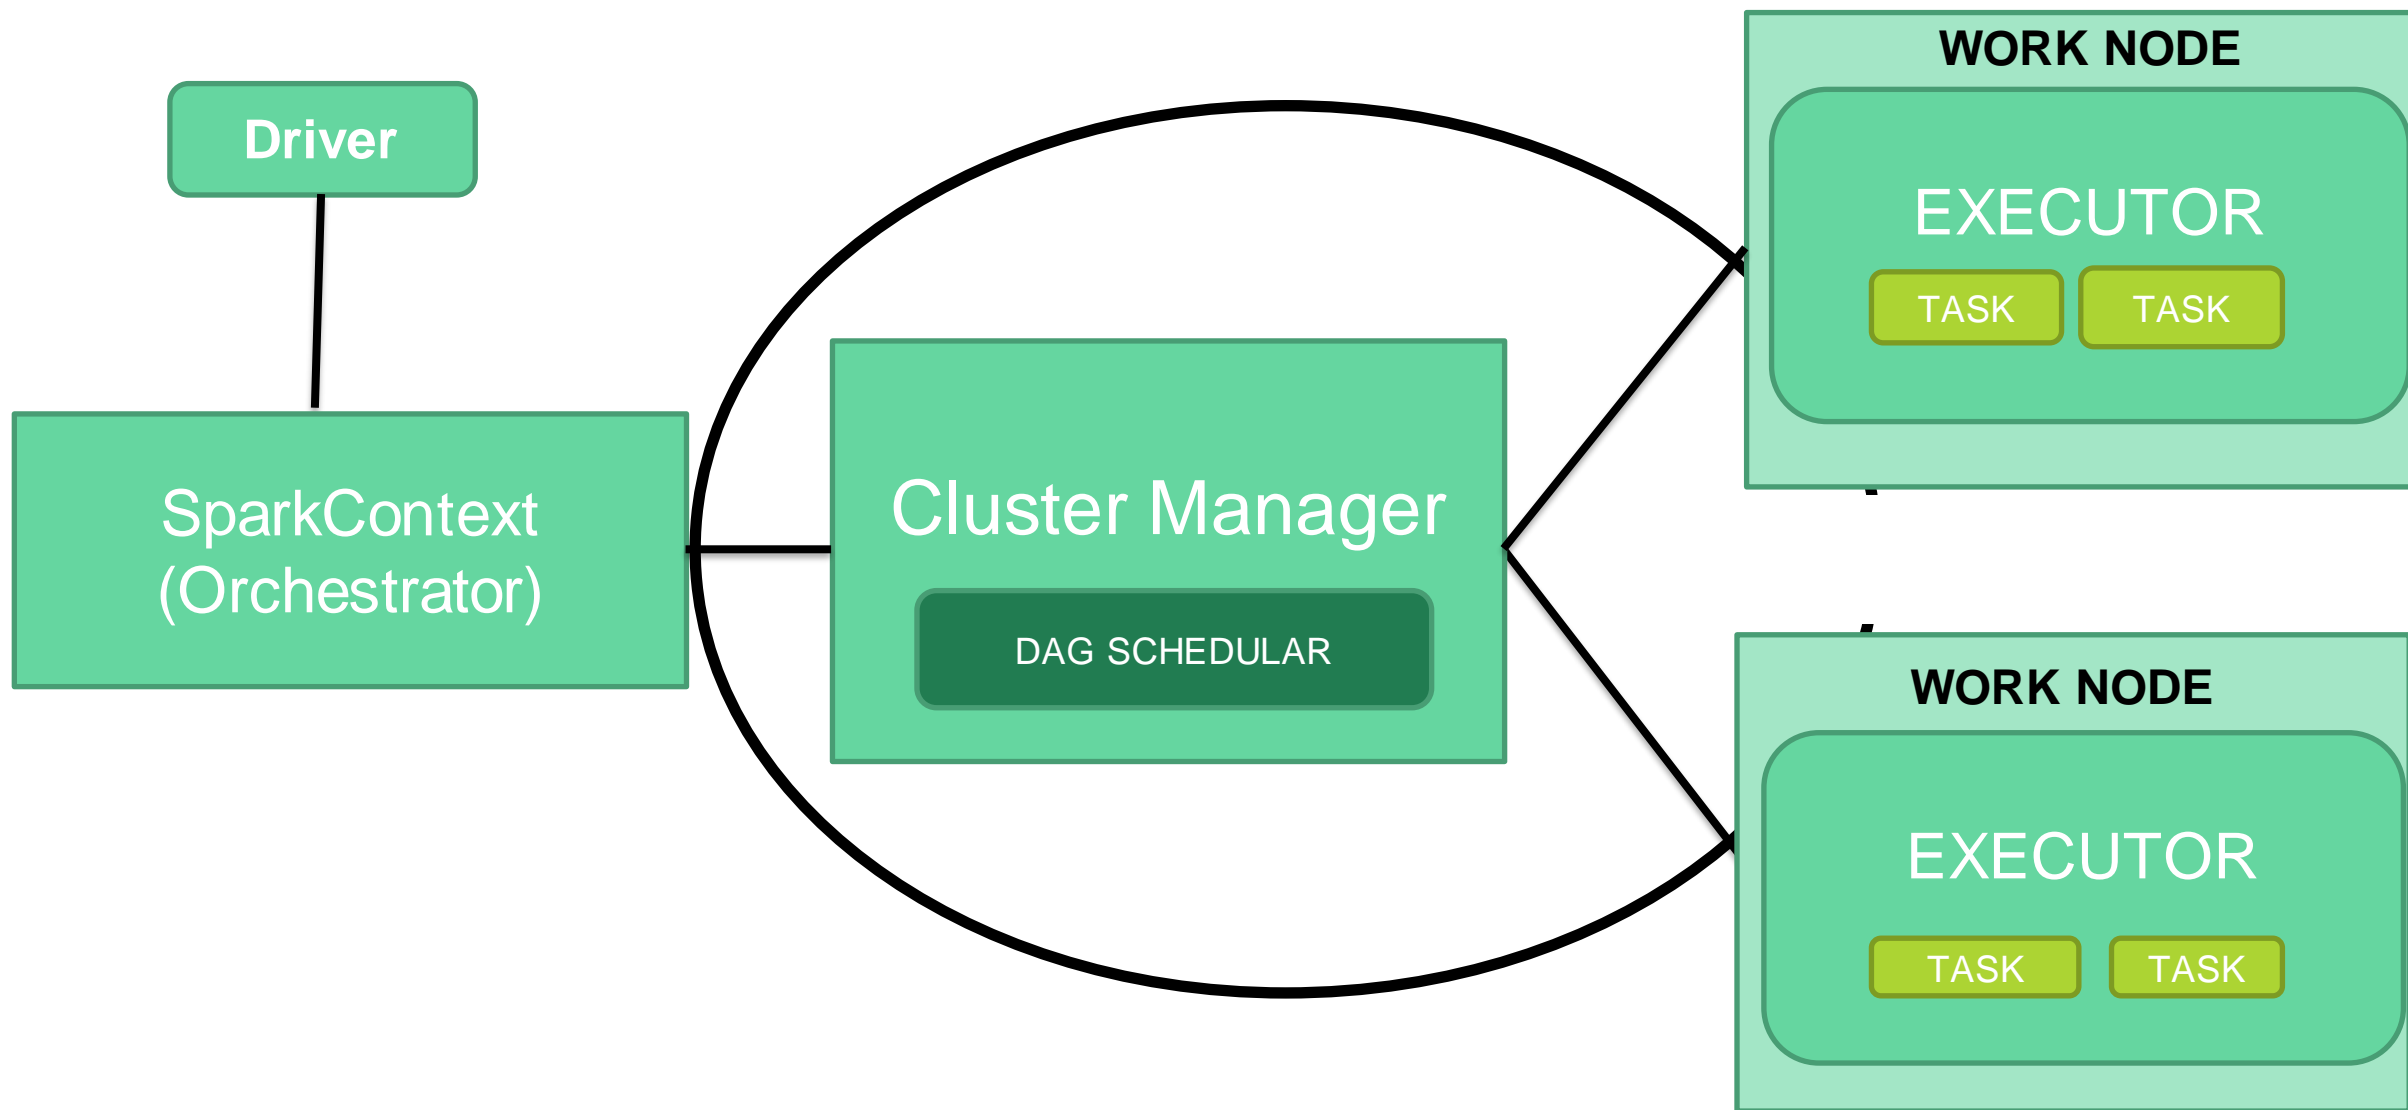 Driver
SparkContext
(Orchestrator)
Cluster Manager
DAG SCHEDULAR
WORK NODE
EXECUTOR
TASK
TASK
WORK NODE
EXECUTOR
TASK
TASK